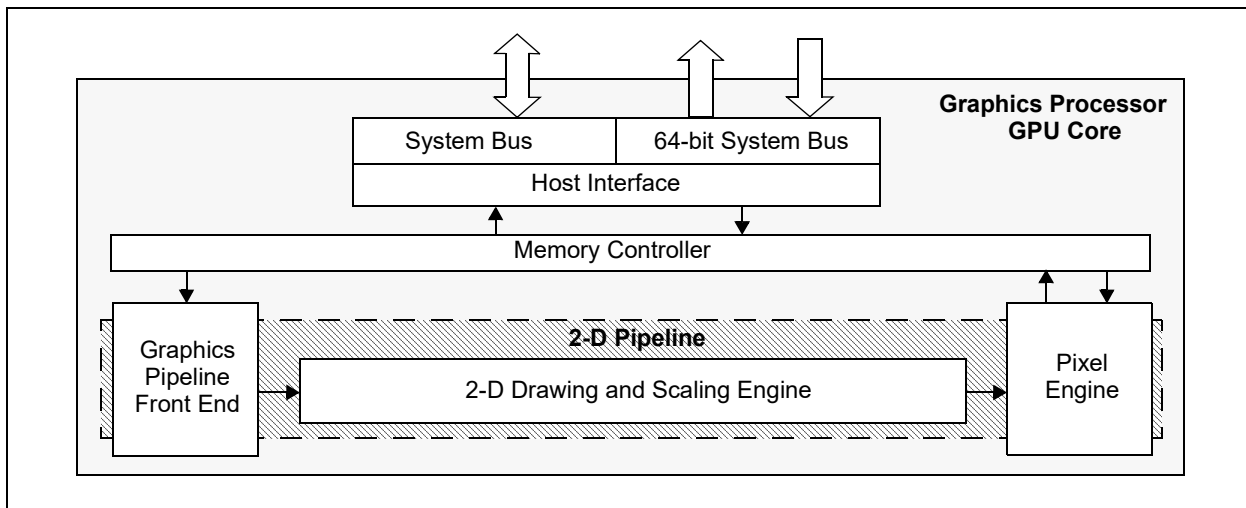 Graphics Processor
GPU Core
System Bus
64-bit System Bus
Host Interface
Memory Controller
2-D Pipeline
Graphics
Pipeline
Front End
2-D Drawing and Scaling Engine
Pixel
Engine